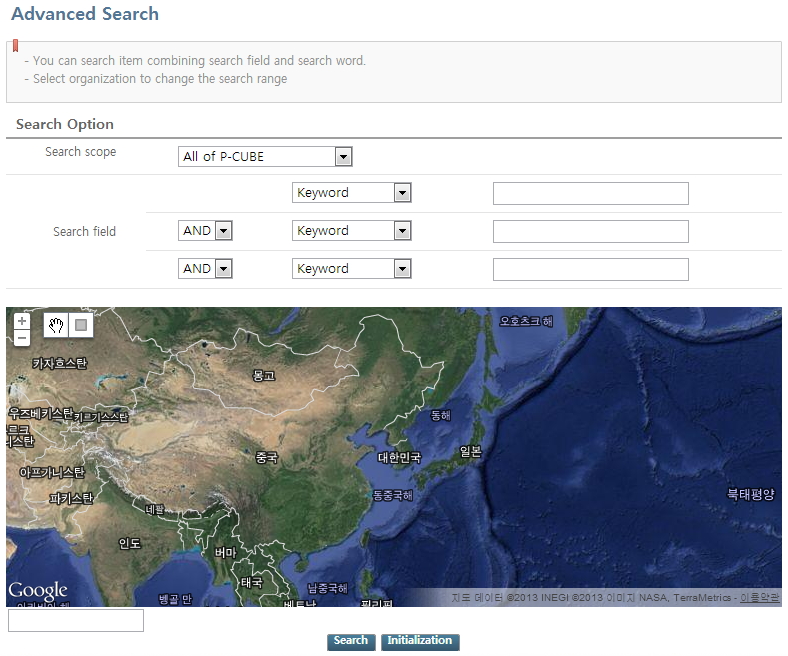 Advanced Search
- You can search item combining search field and search word.
- Select organization to change the search range
Search Option
Search scope
All of P-CUBE
Keyword
Search field
AND
Keyword
AND
Keyword
+
−
오호츠크 해
카자흐스탄
몽고
우즈베키스탄
키르기스스탄
동해
중국
대한민국
일본
아프가니스탄
파키스탄
동중국해
북태평양
네팔
인도
버마
태국
남중국해
벵골 만
베트남
필리핀
Google
지도 데이터 ©2013 INEGI ©2013 이미지 NASA, TerraMetrics - 이용약관
Search
Initialization